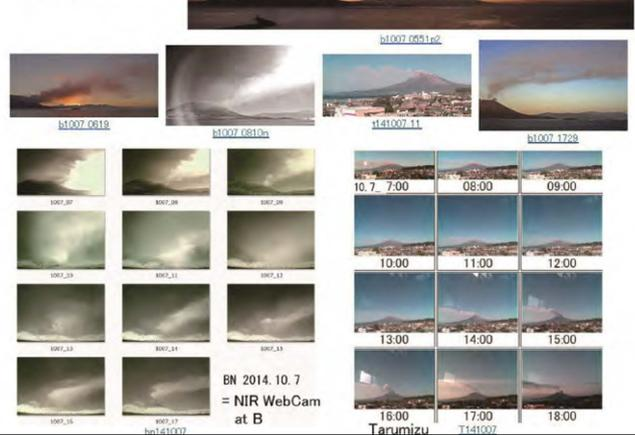 b1007 0551p2
b1007 0619
b1007 0810n
t141007 11
b1007 1729
1007_07
1007_08
1007_09
10.7_ 7:00
08:00
09:00
1007_10
1007_11
1007_12
10:00
11:00
12:00
1007_13
1007_14
1007_15
13:00
14:00
15:00
1007_16
1007_17
BN 2014.10.7
= NIR WebCam
at B
16:00
17:00
18:00
bn141007
Tarumizu
T141007